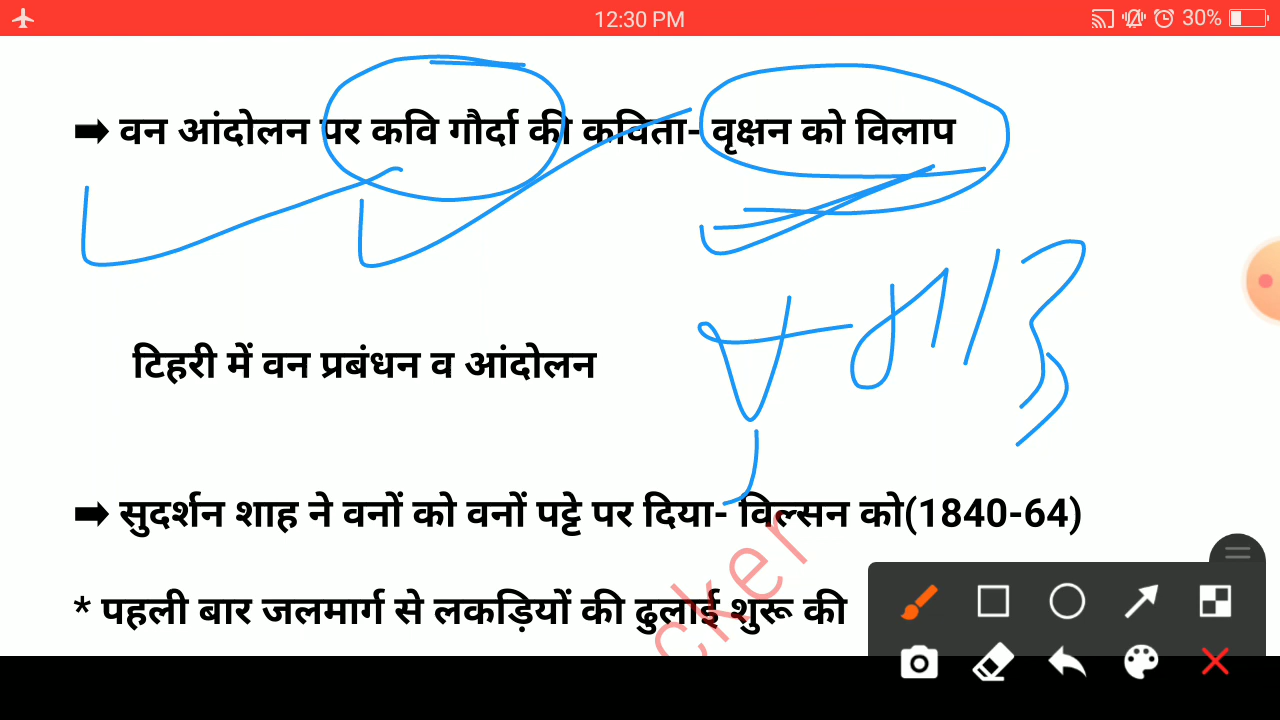 12:30 PM 30%
➡ वन आंदोलन पर कवि गौर्दा की कविता- वृक्षन को विलाप
टिहरी में वन प्रबंधन व आंदोलन
➡ सुदर्शन शाह ने वनों को वनों पट्टे पर दिया- विल्सन को(1840-64)
* पहली बार जलमार्ग से लकड़ियों की ढुलाई शुरू की
cker